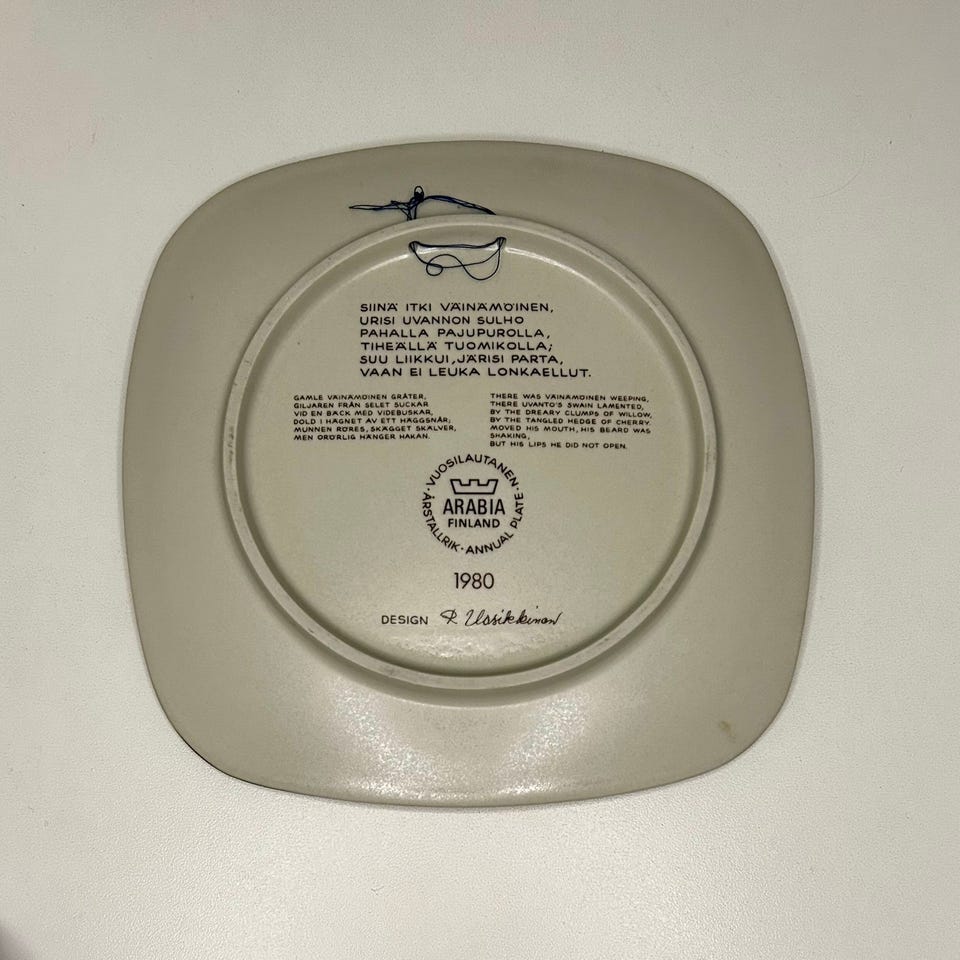 SIINÄ ITKI VÄINÄMÖINEN,
URISI UVANNON SULHO
PAHALLA PAJUPUROLLA,
TIHEÄLLÄ TUOMIKOLLA;
SUU LIIKKUI, JÄRISI PARTA,
VAAN EI LEUKA LONKAELLUT.
GAMLE VÄINÄMÖINEN GRÅTER,
GILJAREN FRÅN SELET SUCKAR
VID EN BÄCK MED VIDEBUSKAR,
DOLD I HÄGNET AV ETT HÄGGSNÅR;
MUNNEN RÖRES, SKÄGGET SKÄLVER,
MEN ORÖRLIG HÄNGER HAKAN.
THERE WAS VÄINÄMÖINEN WEEPING,
THERE UVANTO'S SWAIN LAMENTED,
BY THE DREARY CLUMPS OF WILLOW,
BY THE TANGLED HEDGE OF CHERRY.
MOVED HIS MOUTH, HIS BEARD WAS
SHAKING,
BUT HIS LIPS HE DID NOT OPEN.
·VUOSILAUTANEN·
ÅRSTALLRIK·ANNUAL PLATE·
ARABIA
FINLAND
1980
DESIGN R. Uosikkinen